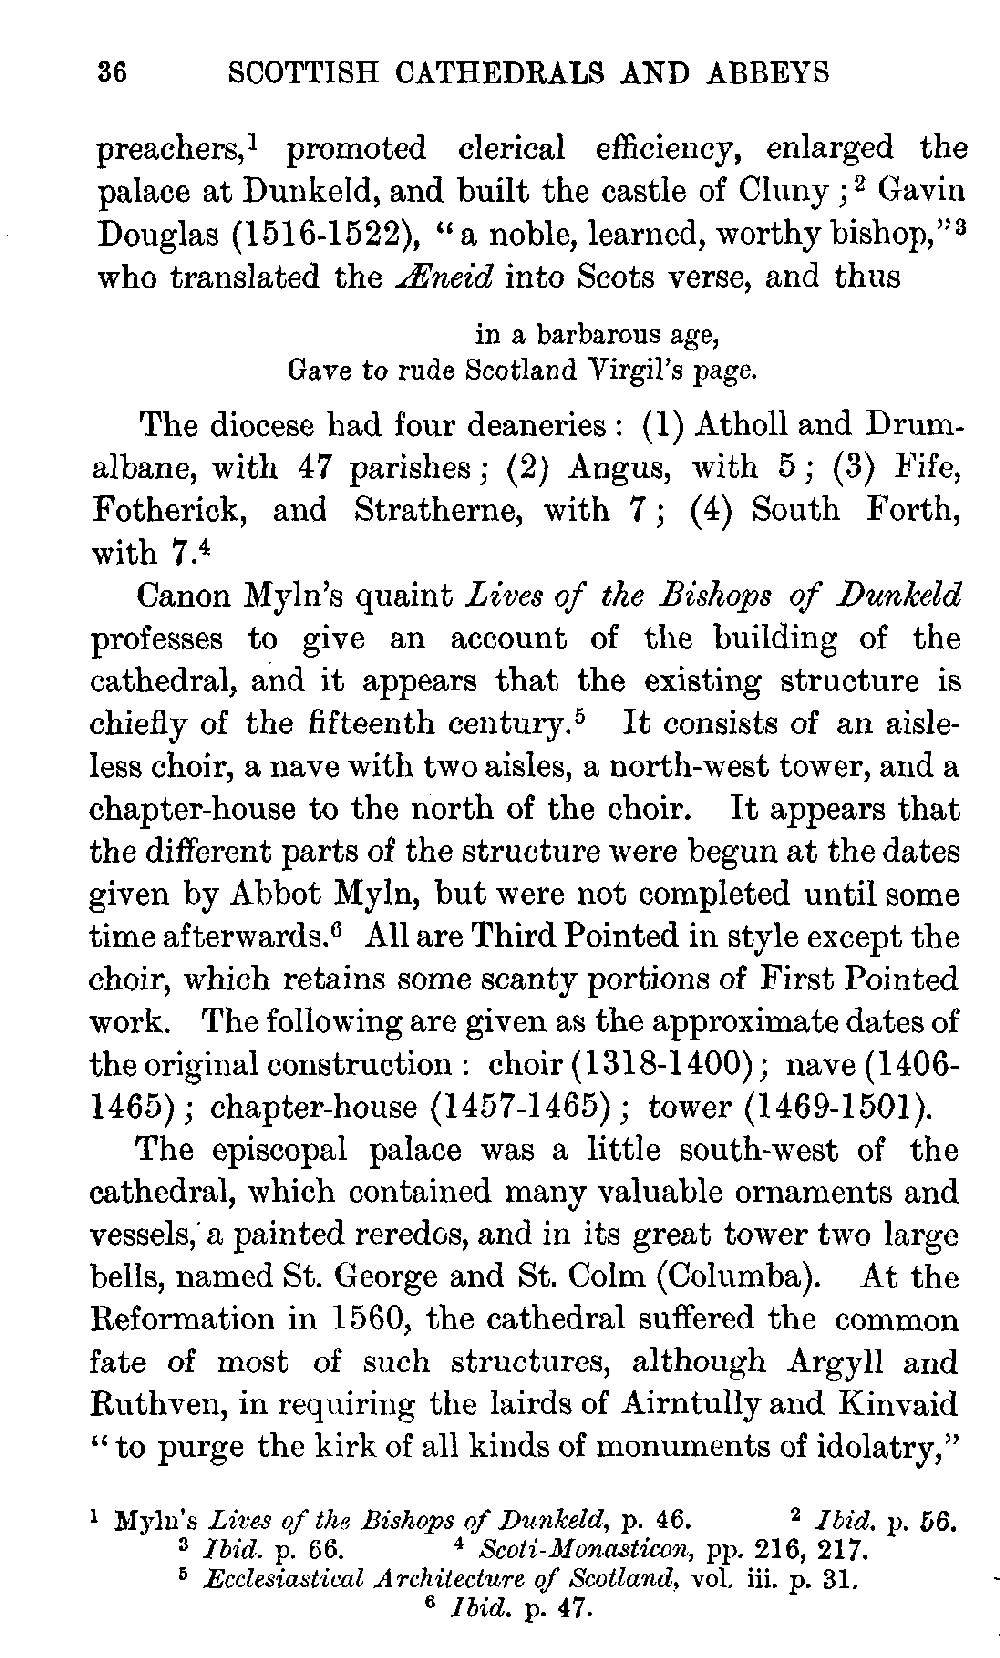 36 SCOTTISH CATHEDRALS AND ABBEYS
preachers,¹ promoted clerical efficiency, enlarged the
palace at Dunkeld, and built the castle of Cluny ;² Gavin
Douglas (1516-1522), “ a noble, learned, worthy bishop,”³
who translated the Æneid into Scots verse, and thus
in a barbarous age,
Gave to rude Scotland Virgil's page.
The diocese had four deaneries : (1) Atholl and Drum-
albane, with 47 parishes ; (2) Angus, with 5 ; (3) Fife,
Fotherick, and Stratherne, with 7 ; (4) South Forth,
with 7.⁴
Canon Myln's quaint Lives of the Bishops of Dunkeld
professes to give an account of the building of the
cathedral, and it appears that the existing structure is
chiefly of the fifteenth century.⁵ It consists of an aisle-
less choir, a nave with two aisles, a north-west tower, and a
chapter-house to the north of the choir. It appears that
the different parts of the structure were begun at the dates
given by Abbot Myln, but were not completed until some
time afterwards.⁶ All are Third Pointed in style except the
choir, which retains some scanty portions of First Pointed
work. The following are given as the approximate dates of
the original construction : choir (1318-1400) ; nave (1406-
1465) ; chapter-house (1457-1465) ; tower (1469-1501).
The episcopal palace was a little south-west of the
cathedral, which contained many valuable ornaments and
vessels, a painted reredos, and in its great tower two large
bells, named St. George and St. Colm (Columba). At the
Reformation in 1560, the cathedral suffered the common
fate of most of such structures, although Argyll and
Ruthven, in requiring the lairds of Airntully and Kinvaid
“ to purge the kirk of all kinds of monuments of idolatry,”
¹ Myln's Lives of the Bishops of Dunkeld, p. 46. ² Ibid. p. 56.
³ Ibid. p. 66. ⁴ Scoti-Monasticon, pp. 216, 217.
⁵ Ecclesiastical Architecture of Scotland, vol. iii. p. 31.
⁶ Ibid. p. 47.